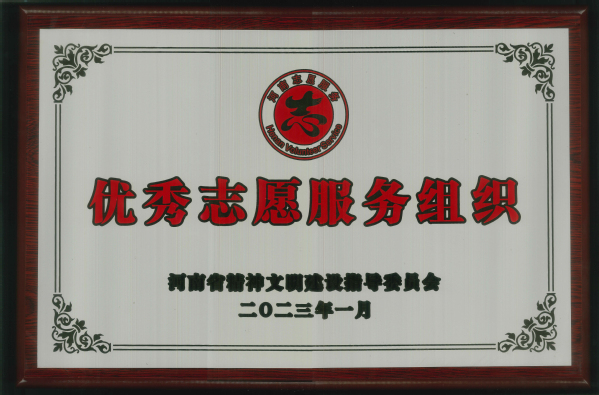 河南志愿服务
志
Henan Volunteer Service
优秀志愿服务组织
河南省精神文明建设指导委员会
二〇二三年一月